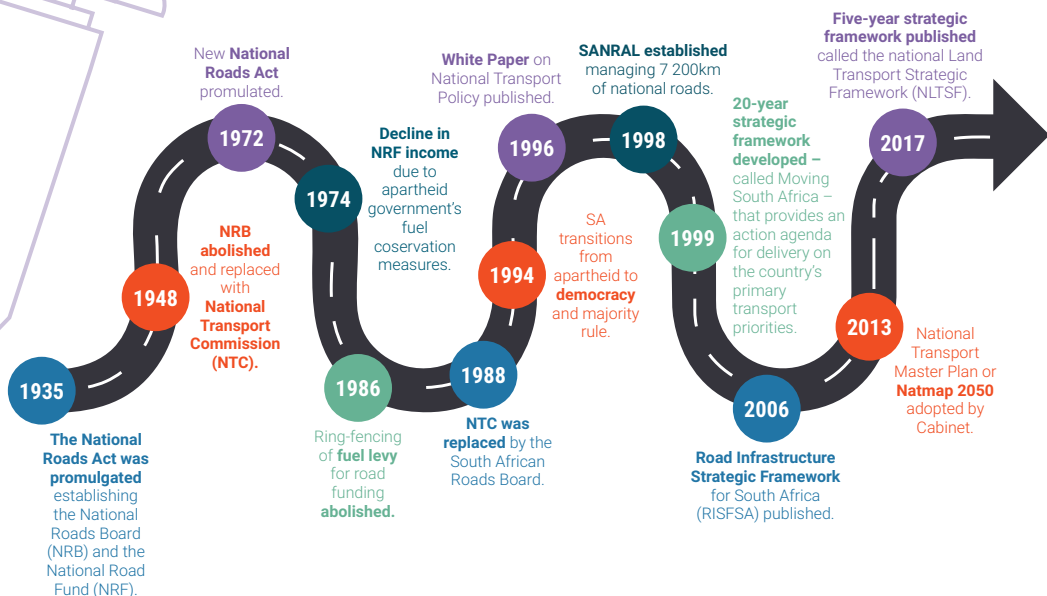 1935
The National
Roads Act was
promulgated
establishing
the National
Roads Board
(NRB) and the
National Road
Fund (NRF).
1948
NRB
abolished
and replaced
with
National
Transport
Commission
(NTC).
1972
New National
Roads Act
promulated.
1974
Decline in
NRF income
due to
apartheid
government's
fuel
coservation
measures.
1986
Ring-fencing
of fuel levy
for road
funding
abolished.
1988
NTC was
replaced by the
South African
Roads Board.
1994
SA
transitions
from
apartheid to
democracy
and majority
rule.
1996
White Paper on
National Transport
Policy published.
1998
SANRAL established
managing 7 200km
of national roads.
1999
20-year
strategic
framework
developed –
called Moving
South Africa –
that provides an
action agenda
for delivery on
the country's
primary
transport
priorities.
2006
Road Infrastructure
Strategic Framework
for South Africa
(RISFSA) published.
2013
National
Transport
Master Plan or
Natmap 2050
adopted by
Cabinet.
2017
Five-year strategic
framework published
called the national Land
Transport Strategic
Framework (NLTSF).